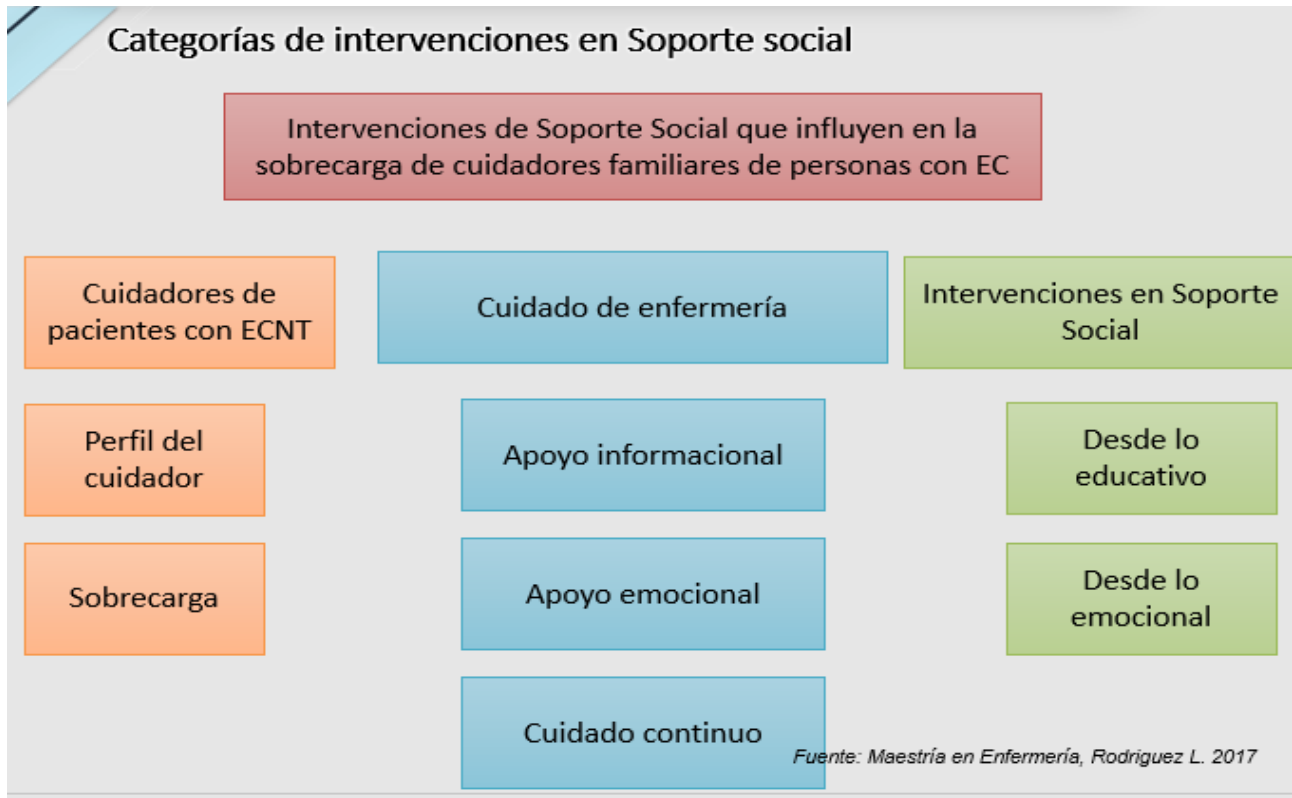 Categorías de intervenciones en Soporte social
Intervenciones de Soporte Social que influyen en la
sobrecarga de cuidadores familiares de personas con EC
Cuidadores de
pacientes con ECNT
Cuidado de enfermería
Intervenciones en Soporte
Social
Perfil del
cuidador
Apoyo informacional
Desde lo
educativo
Sobrecarga
Apoyo emocional
Desde lo
emocional
Cuidado continuo
Fuente: Maestría en Enfermería, Rodriguez L. 2017